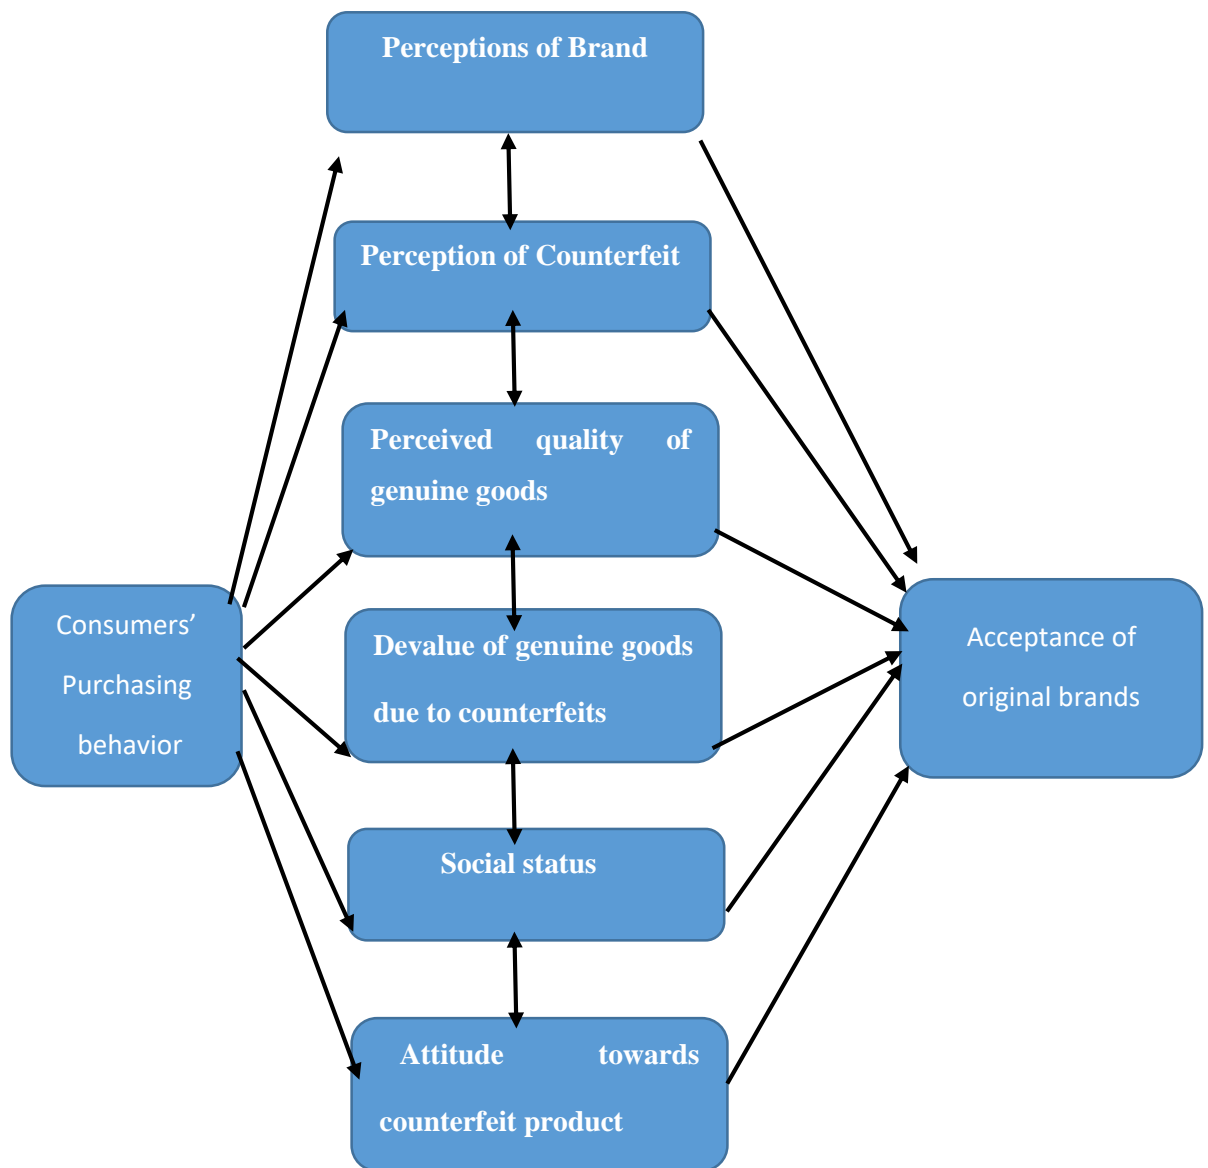 Perceptions of Brand
Perception of Counterfeit
Perceived quality of
genuine goods
Consumers’
Purchasing
behavior
Devalue of genuine goods
due to counterfeits
Acceptance of
original brands
Social status
Attitude towards
counterfeit product